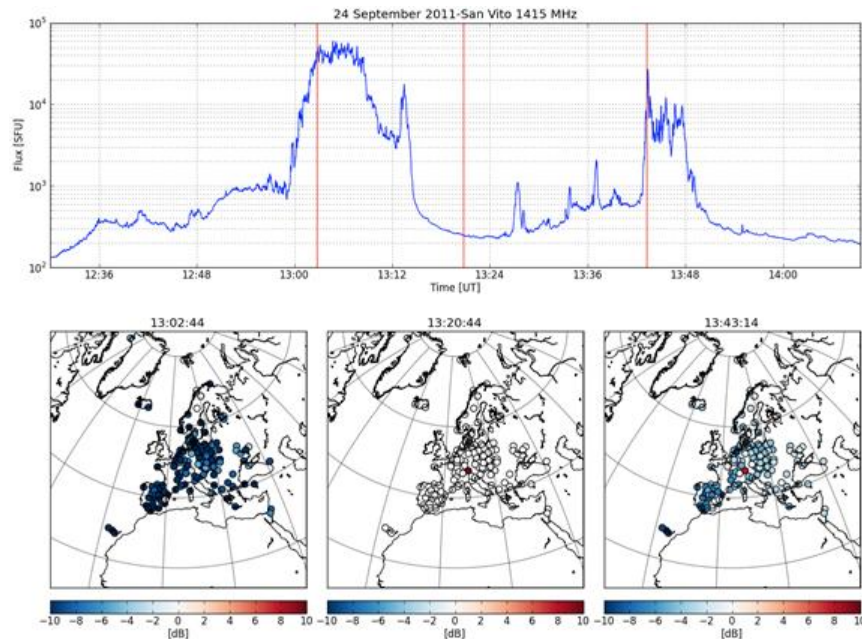 24 September 2011-San Vito 1415 MHz
10^5
10^4
10^3
10^2
Flux [SFU]
12:36 12:48 13:00 13:12 13:24 13:36 13:48 14:00
Time [UT]
13:02:44 13:20:44 13:43:14
−10 −8 −6 −4 −2 0 2 4 6 8 10 −10 −8 −6 −4 −2 0 2 4 6 8 10 −10 −8 −6 −4 −2 0 2 4 6 8 10
[dB] [dB] [dB]